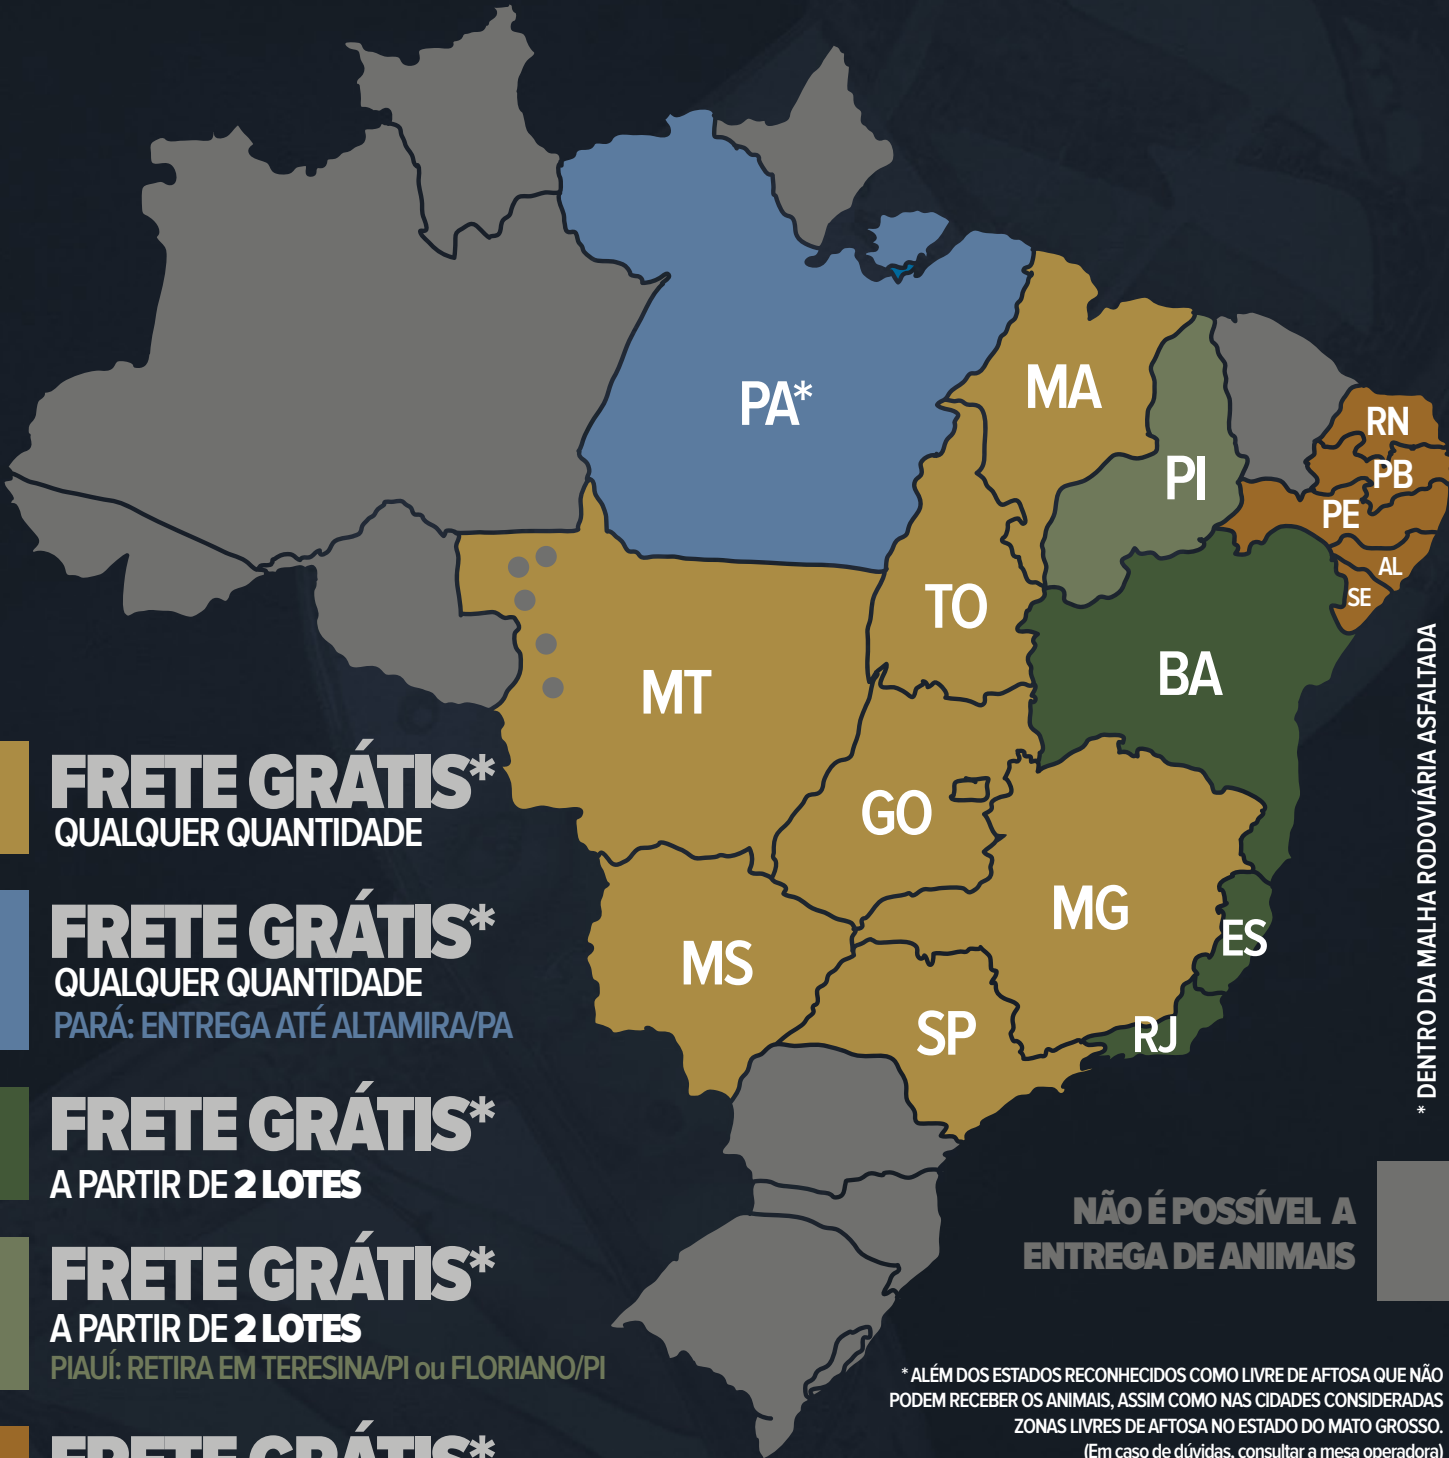 PA*
MA
RN
PI
PB
PE
AL
SE
TO
BA
MT
GO
MG
ES
MS
SP
RJ
FRETE GRÁTIS*
QUALQUER QUANTIDADE
FRETE GRÁTIS*
QUALQUER QUANTIDADE
PARÁ: ENTREGA ATÉ ALTAMIRA/PA
FRETE GRÁTIS*
A PARTIR DE 2 LOTES
FRETE GRÁTIS*
A PARTIR DE 2 LOTES
PIAUÍ: RETIRA EM TERESINA/PI ou FLORIANO/PI
FRETE GRÁTIS*
* DENTRO DA MALHA RODOVIÁRIA ASFALTADA
NÃO É POSSÍVEL A
ENTREGA DE ANIMAIS
* ALÉM DOS ESTADOS RECONHECIDOS COMO LIVRE DE AFTOSA QUE NÃO
PODEM RECEBER OS ANIMAIS, ASSIM COMO NAS CIDADES CONSIDERADAS
ZONAS LIVRES DE AFTOSA NO ESTADO DO MATO GROSSO.
(Em caso de dúvidas, consultar a mesa operadora)